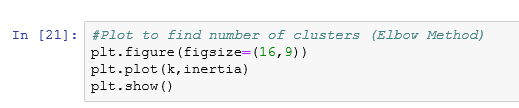 In [21]: #Plot to find number of clusters (Elbow Method)
plt.figure(figsize=(16,9))
plt.plot(k,inertia)
plt.show()